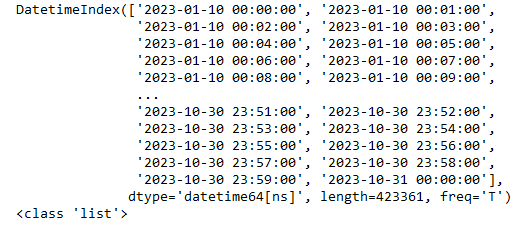 DatetimeIndex(['2023-01-10 00:00:00', '2023-01-10 00:01:00',
'2023-01-10 00:02:00', '2023-01-10 00:03:00',
'2023-01-10 00:04:00', '2023-01-10 00:05:00',
'2023-01-10 00:06:00', '2023-01-10 00:07:00',
'2023-01-10 00:08:00', '2023-01-10 00:09:00',
...
'2023-10-30 23:51:00', '2023-10-30 23:52:00',
'2023-10-30 23:53:00', '2023-10-30 23:54:00',
'2023-10-30 23:55:00', '2023-10-30 23:56:00',
'2023-10-30 23:57:00', '2023-10-30 23:58:00',
'2023-10-30 23:59:00', '2023-10-31 00:00:00'],
dtype='datetime64[ns]', length=423361, freq='T')
<class 'list'>